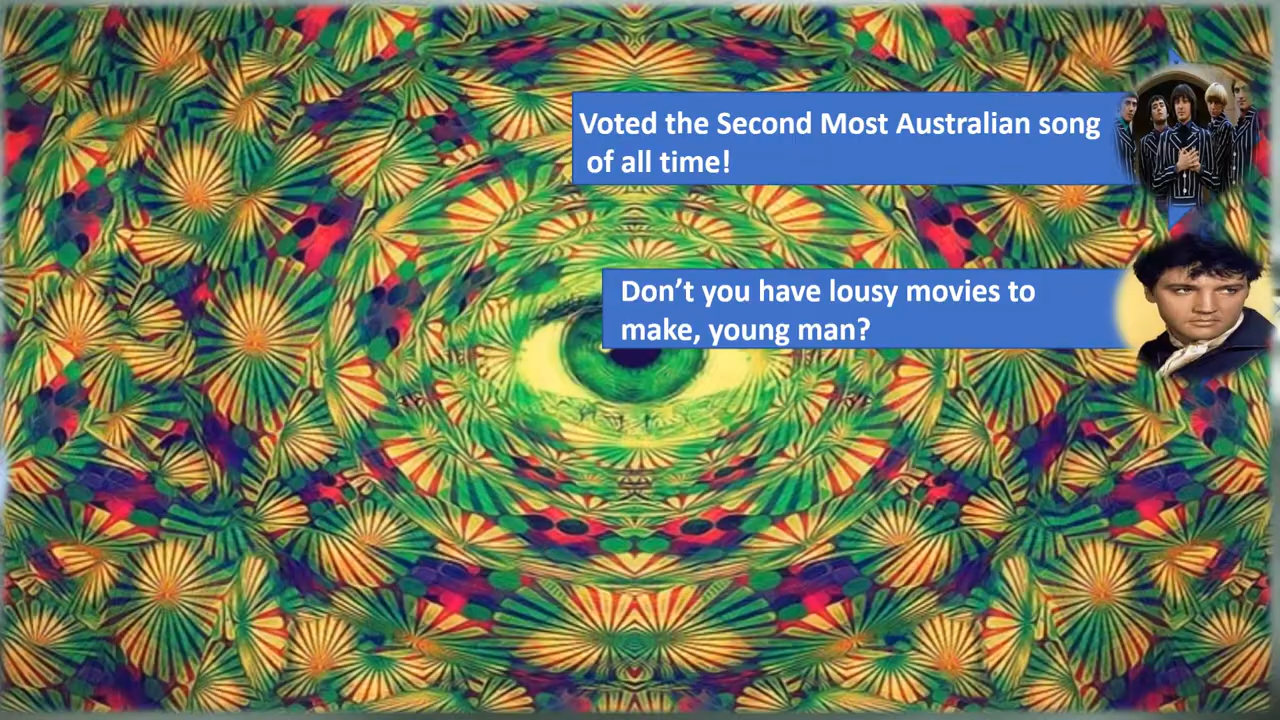 Voted the Second Most Australian song
of all time!
Don’t you have lousy movies to
make, young man?